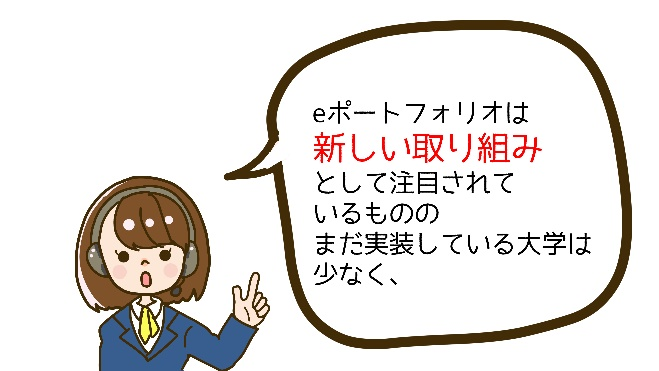 eポートフォリオは
新しい取り組み
として注目されて
いるものの
まだ実装している大学は
少なく、